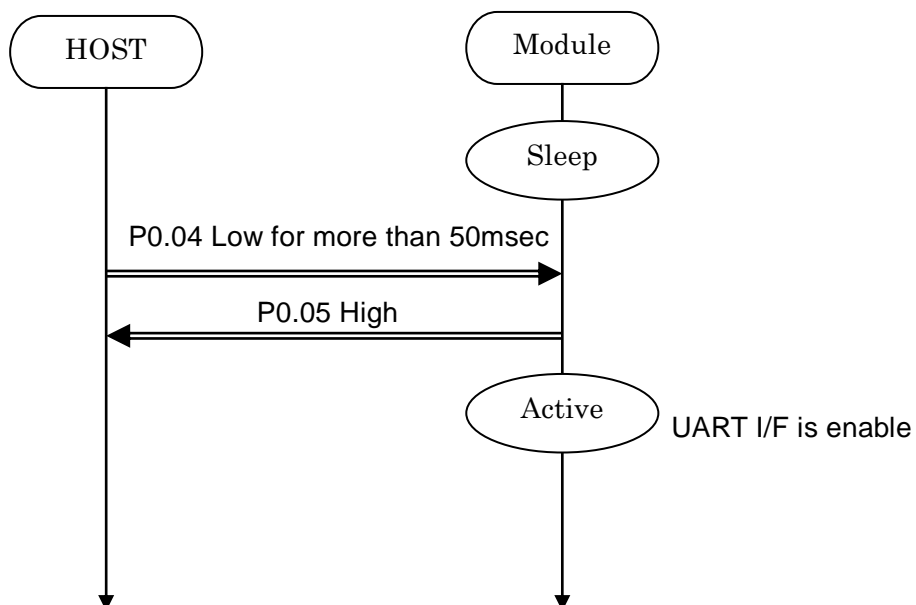 HOST
Module
Sleep
P0.04 Low for more than 50msec
P0.05 High
Active
UART I/F is enable